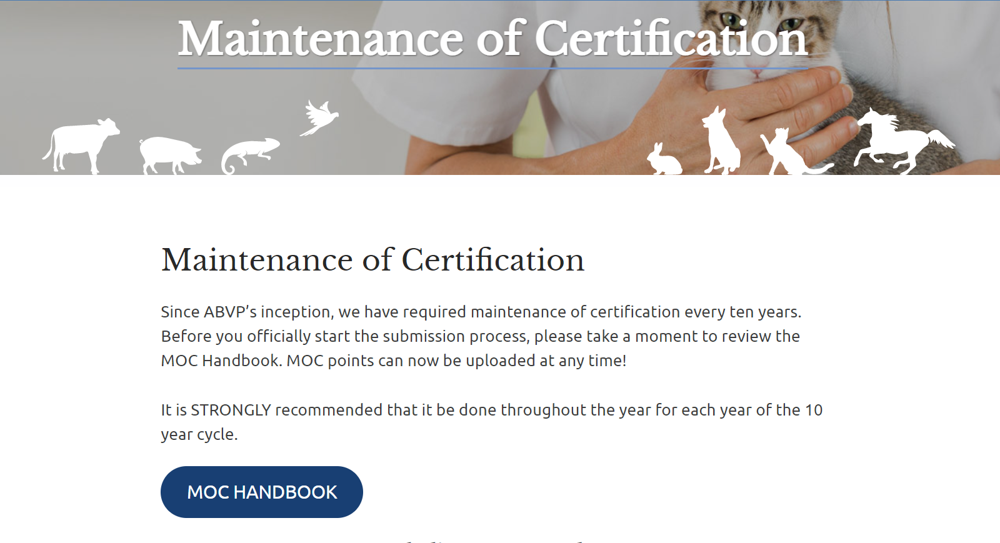 Maintenance of Certification
Maintenance of Certification
Since ABVP’s inception, we have required maintenance of certification every ten years.
Before you officially start the submission process, please take a moment to review the
MOC Handbook. MOC points can now be uploaded at any time!
It is STRONGLY recommended that it be done throughout the year for each year of the 10
year cycle.
MOC HANDBOOK